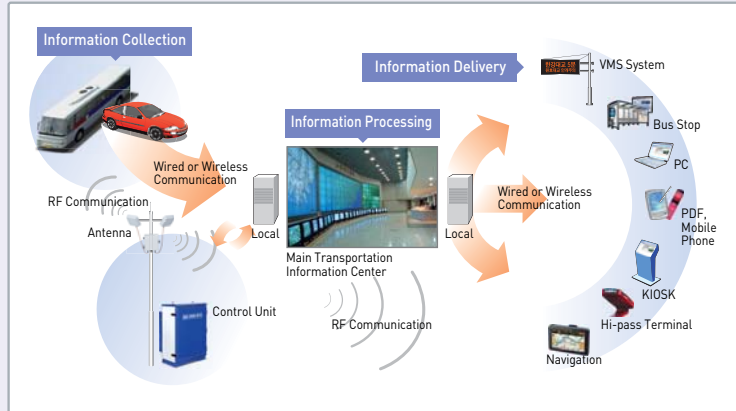 Information Collection
Information Delivery
VMS System
Bus Stop
Information Processing
PC
Wired or Wireless
Communication
Wired or Wireless
Communication
RF Communication
PDF,
Mobile
Phone
Antenna
Local
Local
Main Transportation
Information Center
KIOSK
Control Unit
RF Communication
Hi-pass Terminal
Navigation